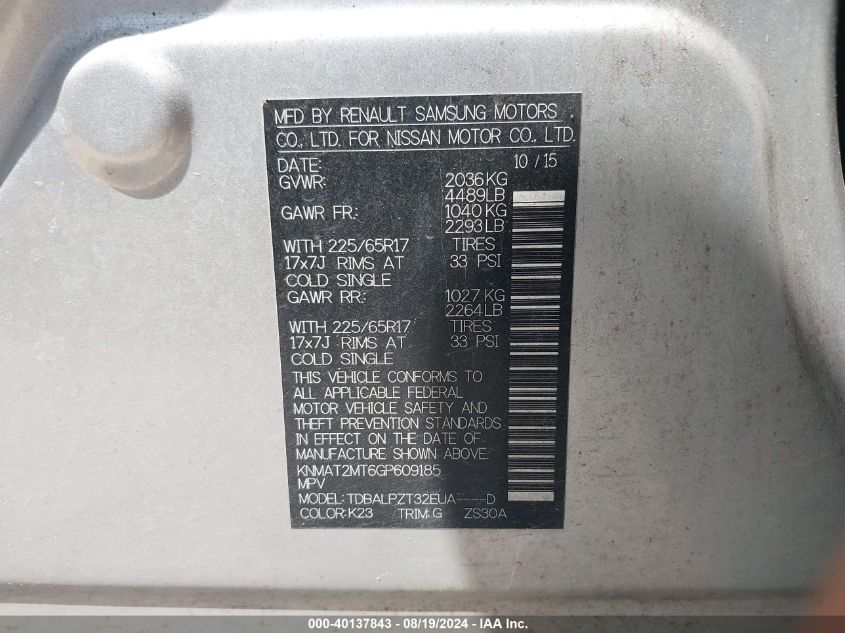 MFD BY RENAULT SAMSUNG MOTORS
CO., LTD. FOR NISSAN MOTOR CO., LTD.
DATE: 10 / 15
GVWR: 2036KG
4489LB
GAWR FR.: 1040KG
2293LB
WITH 225/65R17 TIRES
17x7J RIMS AT 33 PSI
COLD SINGLE
GAWR RR.: 1027KG
2264LB
WITH 225/65R17 TIRES
17x7J RIMS AT 33 PSI
COLD SINGLE
THIS VEHICLE CONFORMS TO
ALL APPLICABLE FEDERAL
MOTOR VEHICLE SAFETY AND
THEFT PREVENTION STANDARDS
IN EFFECT ON THE DATE OF
MANUFACTURE SHOWN ABOVE.
KNMAT2MT6GP609185
MPV
MODEL: TDBALPZT32EUA----D
COLOR: K23 TRIM: G ZS30A
000-40137843 - 08/19/2024 - IAA Inc.